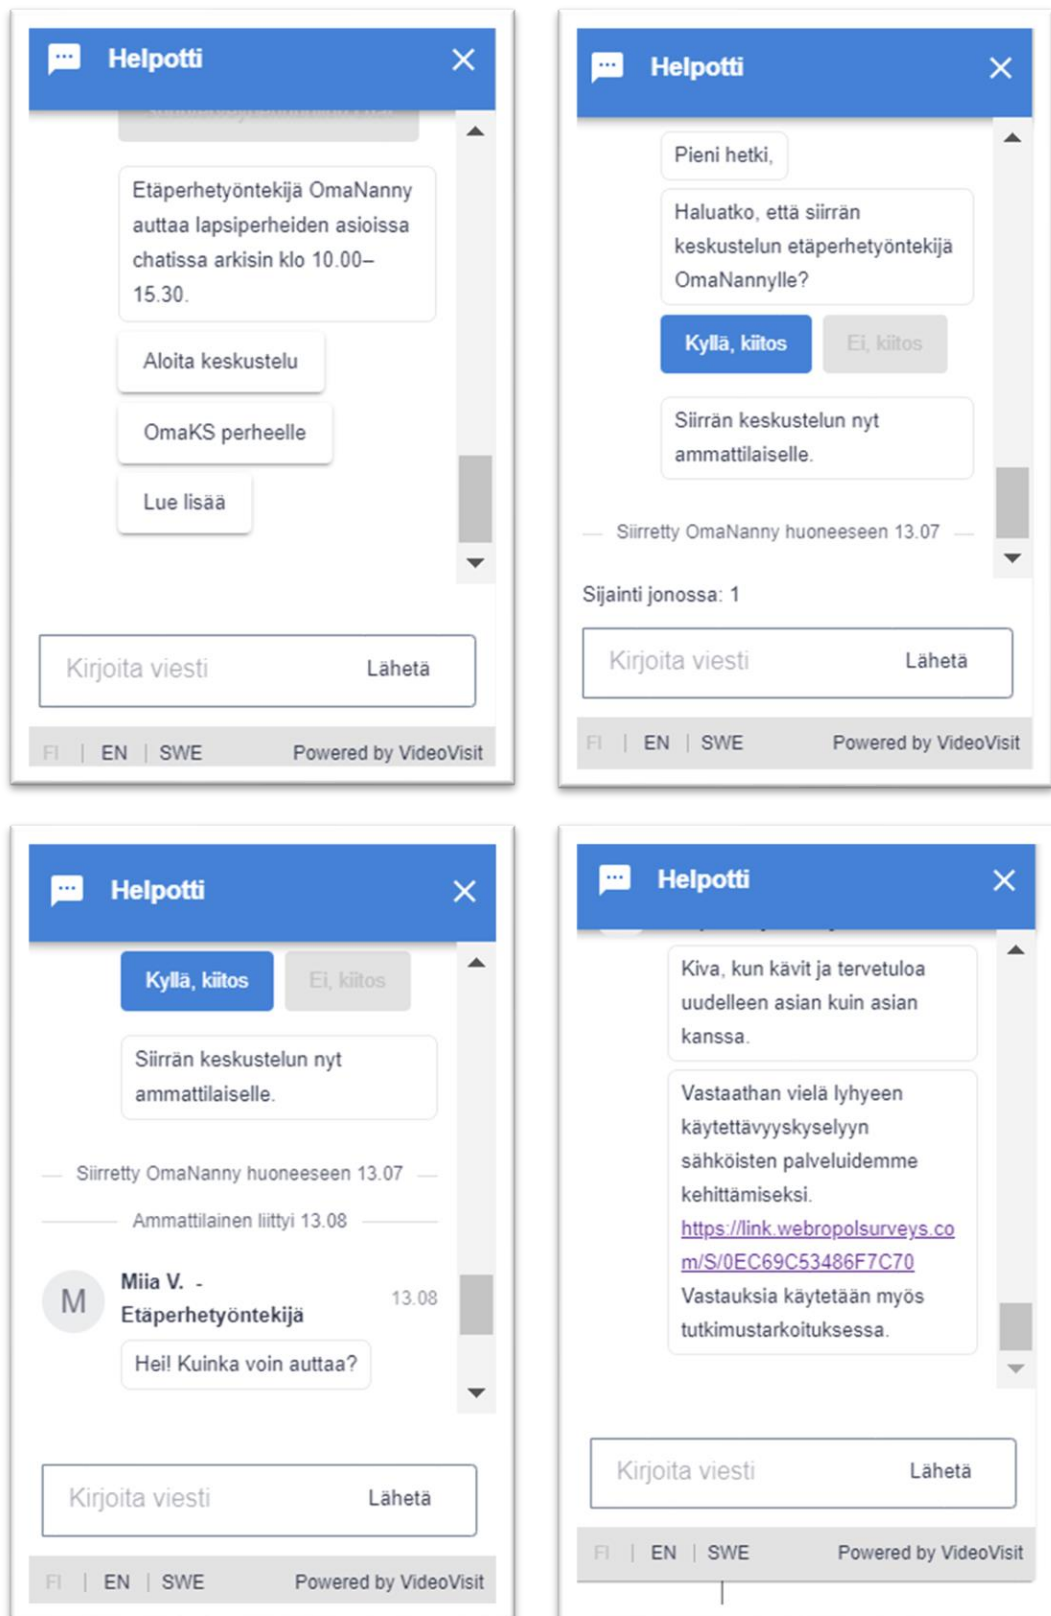 Helpotti
Etäperhetyöntekijä OmaNanny
auttaa lapsiperheiden asioissa
chatissa arkisin klo 10.00–
15.30.
Aloita keskustelu
OmaKS perheelle
Lue lisää
Kirjoita viesti Lähetä
FI | EN | SWE Powered by VideoVisit
Helpotti
Pieni hetki,
Haluatko, että siirrän
keskustelun etäperhetyöntekijä
OmaNannylle?
Kyllä, kiitos Ei, kiitos
Siirrän keskustelun nyt
ammattilaiselle.
Siirretty OmaNanny huoneeseen 13.07
Sijainti jonossa: 1
Kirjoita viesti Lähetä
FI | EN | SWE Powered by VideoVisit
Helpotti
Kyllä, kiitos Ei, kiitos
Siirrän keskustelun nyt
ammattilaiselle.
Siirretty OmaNanny huoneeseen 13.07
Ammattilainen liittyi 13.08
M
Miia V. -
Etäperhetyöntekijä 13.08
Hei! Kuinka voin auttaa?
Kirjoita viesti Lähetä
FI | EN | SWE Powered by VideoVisit
Helpotti
Kiva, kun kävit ja tervetuloa
uudelleen asian kuin asian
kanssa.
Vastaathan vielä lyhyeen
käytettävyyskyselyyn
sähköisten palveluidemme
kehittämiseksi.
https://link.webropolsurveys.co
m/S/0EC69C53486F7C70
Vastauksia käytetään myös
tutkimustarkoituksessa.
Kirjoita viesti Lähetä
FI | EN | SWE Powered by VideoVisit